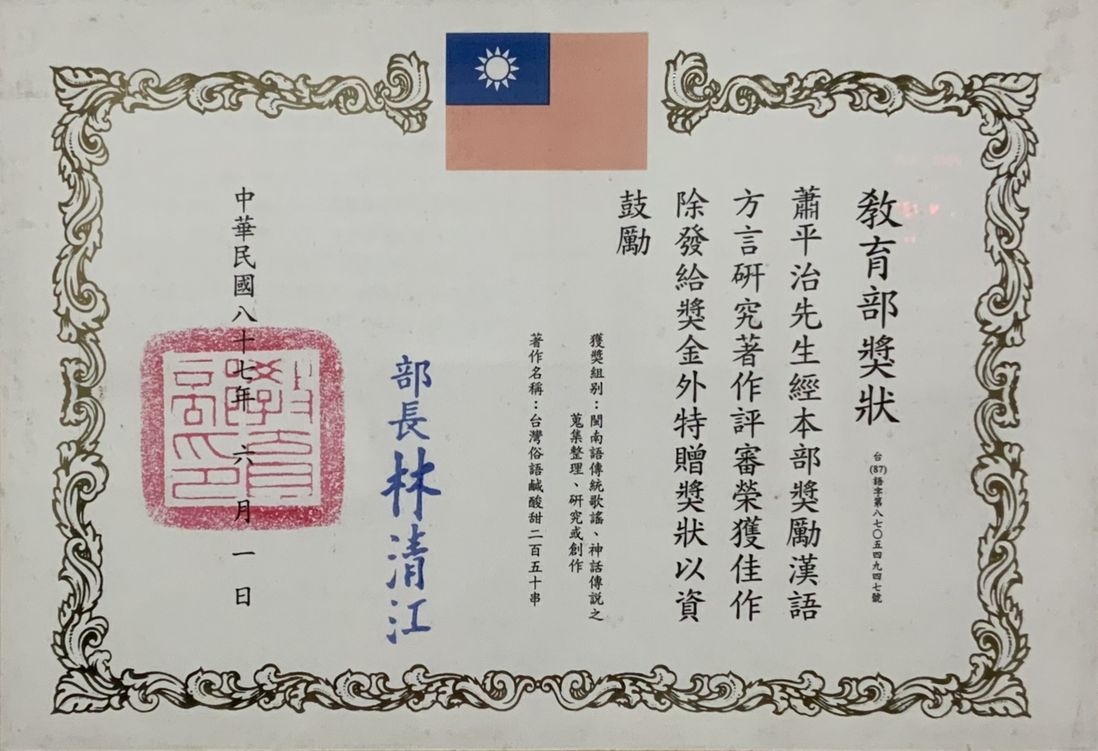 教育部獎狀
台(87)語字第八七〇五四九四七號
蕭平治先生經本部獎勵漢語
方言研究著作評審榮獲佳作
除發給獎金外特贈獎狀以資
鼓勵
獲獎組別：閩南語傳統歌謠、神話傳說之
蒐集整理、研究或創作
著作名稱：台灣俗語鹹酸甜二百五十串
部長林清江
中華民國八十七年六月一日